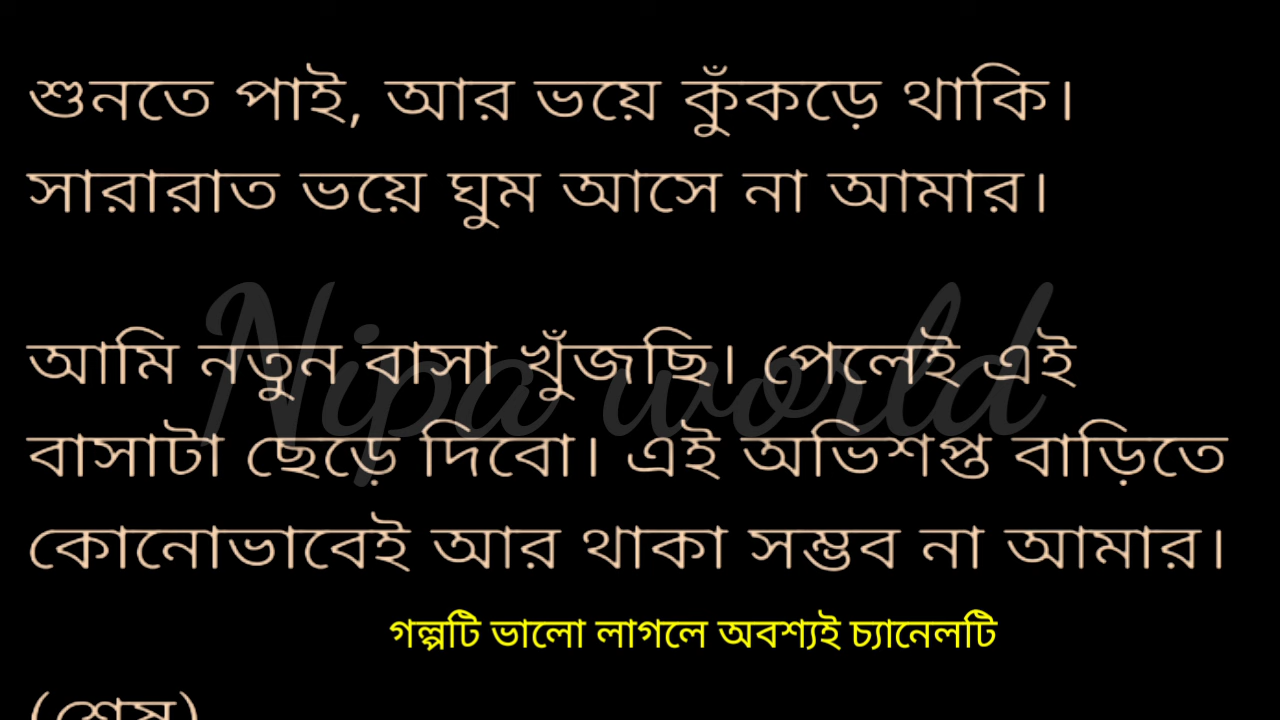 শুনতে পাই, আর ভয়ে কুঁকড়ে থাকি।
সারারাত ভয়ে ঘুম আসে না আমার।
আমি নতুন বাসা খুঁজছি। পেলেই এই
বাসাটা ছেড়ে দিবো। এই অভিশপ্ত বাড়িতে
কোনোভাবেই আর থাকা সম্ভব না আমার।
Nipa world
গল্পটি ভালো লাগলে অবশ্যই চ্যানেলটি
(শেষ)